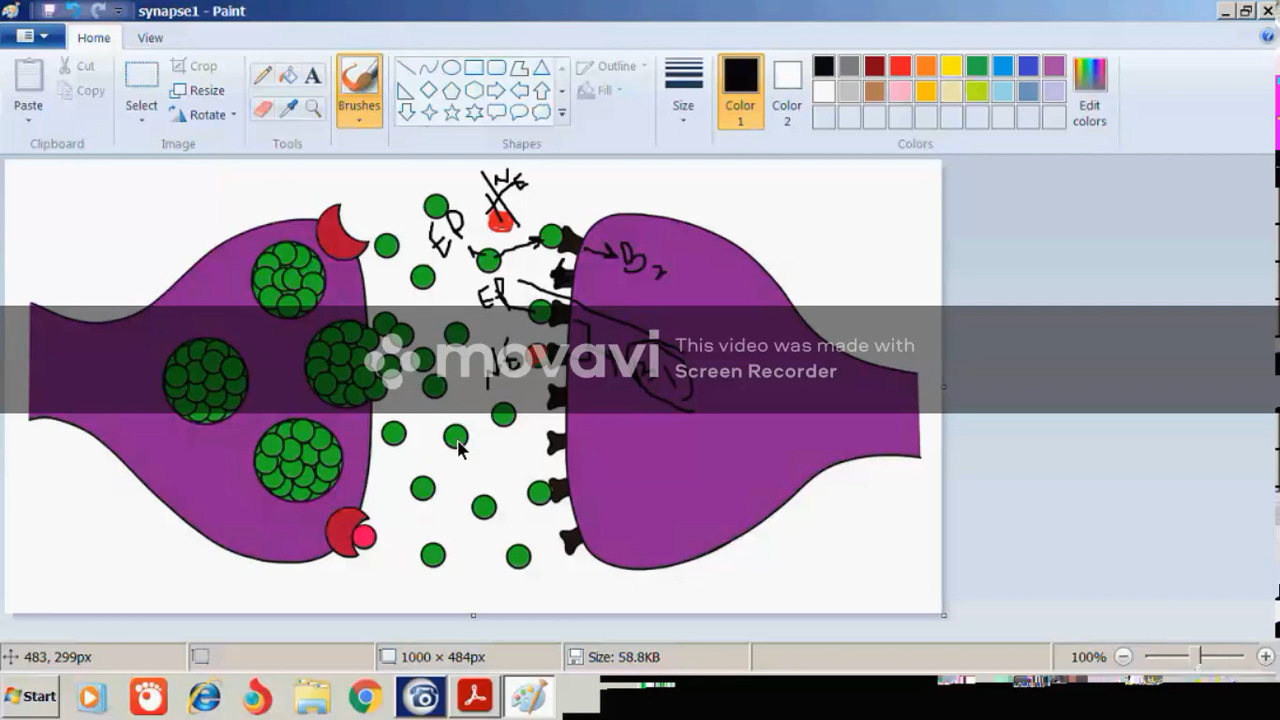 synapse1 - Paint
Home View
Paste
Cut
Copy
Clipboard
Select
Crop
Resize
Rotate
Image
Tools
Brushes
Shapes
Outline
Fill
Size
Color 1
Color 2
Edit colors
Colors
NE
EP
B2
EP
NE
movavi
This video was made with
Screen Recorder
483, 299px
1000 × 484px
Size: 58.8KB
100%
Start